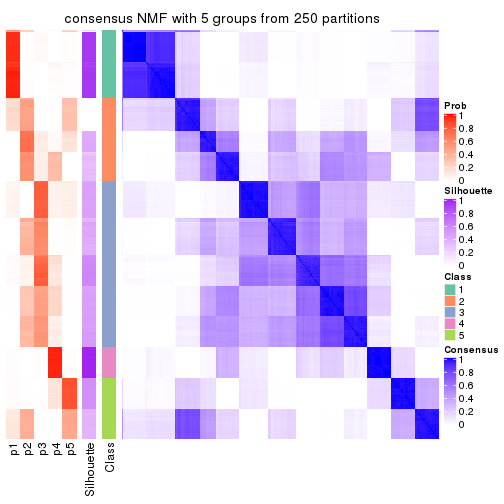 consensus NMF with 5 groups from 250 partitions
Prob
1
0.8
0.6
0.4
0.2
0
Silhouette
1
0.8
0.6
0.4
0.2
0
Class
1
2
3
4
5
Consensus
1
0.8
0.6
0.4
0.2
0
p1
p2
p3
p4
p5
Silhouette
Class